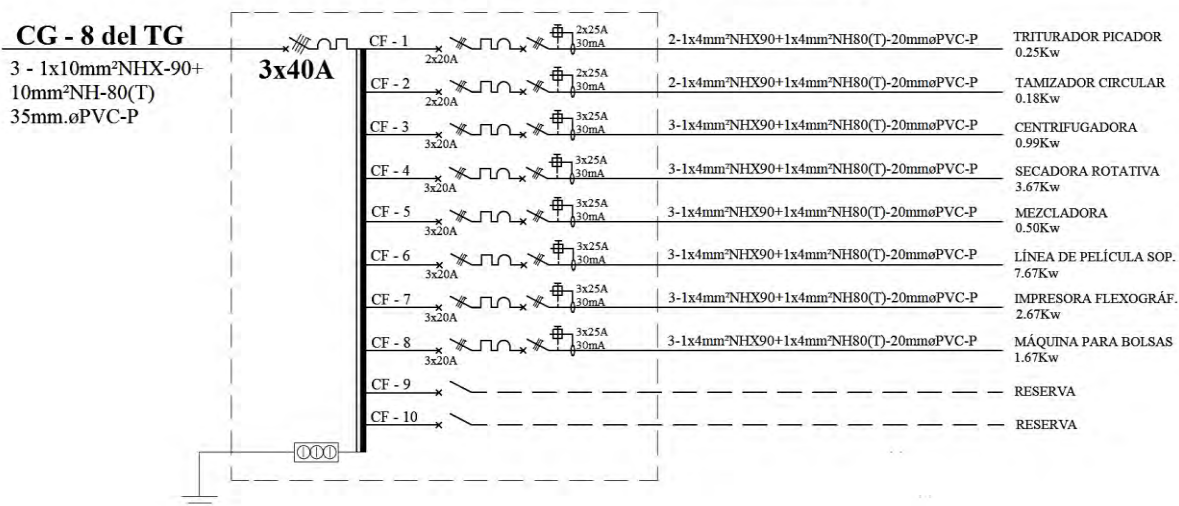 CG - 8 del TG
3 - 1x10mm²NHX-90+
10mm²NH-80(T)
35mm.øPVC-P
3x40A
CF - 1
2x20A
2x25A
30mA
2-1x4mm²NHX90+1x4mm²NH80(T)-20mmøPVC-P
TRITURADOR PICADOR
0.25Kw
CF - 2
2x20A
2x25A
30mA
2-1x4mm²NHX90+1x4mm²NH80(T)-20mmøPVC-P
TAMIZADOR CIRCULAR
0.18Kw
CF - 3
3x20A
3x25A
30mA
3-1x4mm²NHX90+1x4mm²NH80(T)-20mmøPVC-P
CENTRIFUGADORA
0.99Kw
CF - 4
3x20A
3x25A
30mA
3-1x4mm²NHX90+1x4mm²NH80(T)-20mmøPVC-P
SECADORA ROTATIVA
3.67Kw
CF - 5
3x20A
3x25A
30mA
3-1x4mm²NHX90+1x4mm²NH80(T)-20mmøPVC-P
MEZCLADORA
0.50Kw
CF - 6
3x20A
3x25A
30mA
3-1x4mm²NHX90+1x4mm²NH80(T)-20mmøPVC-P
LÍNEA DE PELÍCULA SOP.
7.67Kw
CF - 7
3x20A
3x25A
30mA
3-1x4mm²NHX90+1x4mm²NH80(T)-20mmøPVC-P
IMPRESORA FLEXOGRÁF.
2.67Kw
CF - 8
3x20A
3x25A
30mA
3-1x4mm²NHX90+1x4mm²NH80(T)-20mmøPVC-P
MÁQUINA PARA BOLSAS
1.67Kw
CF - 9
RESERVA
CF - 10
RESERVA